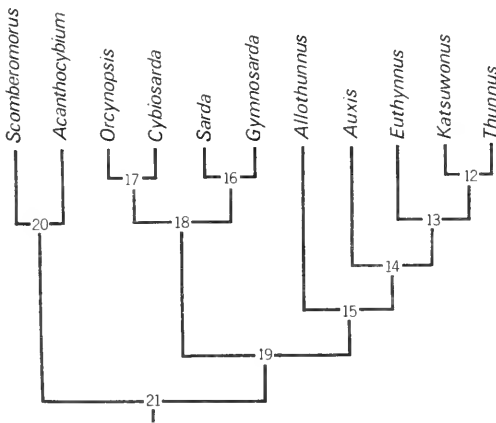 Scomberomorus
Acanthocybium
Orcynopsis
Cybiosarda
Sarda
Gymnosarda
Allothunnus
Auxis
Euthynnus
Katsuwonus
Thunnus
17
16
12
20
18
13
14
15
19
21